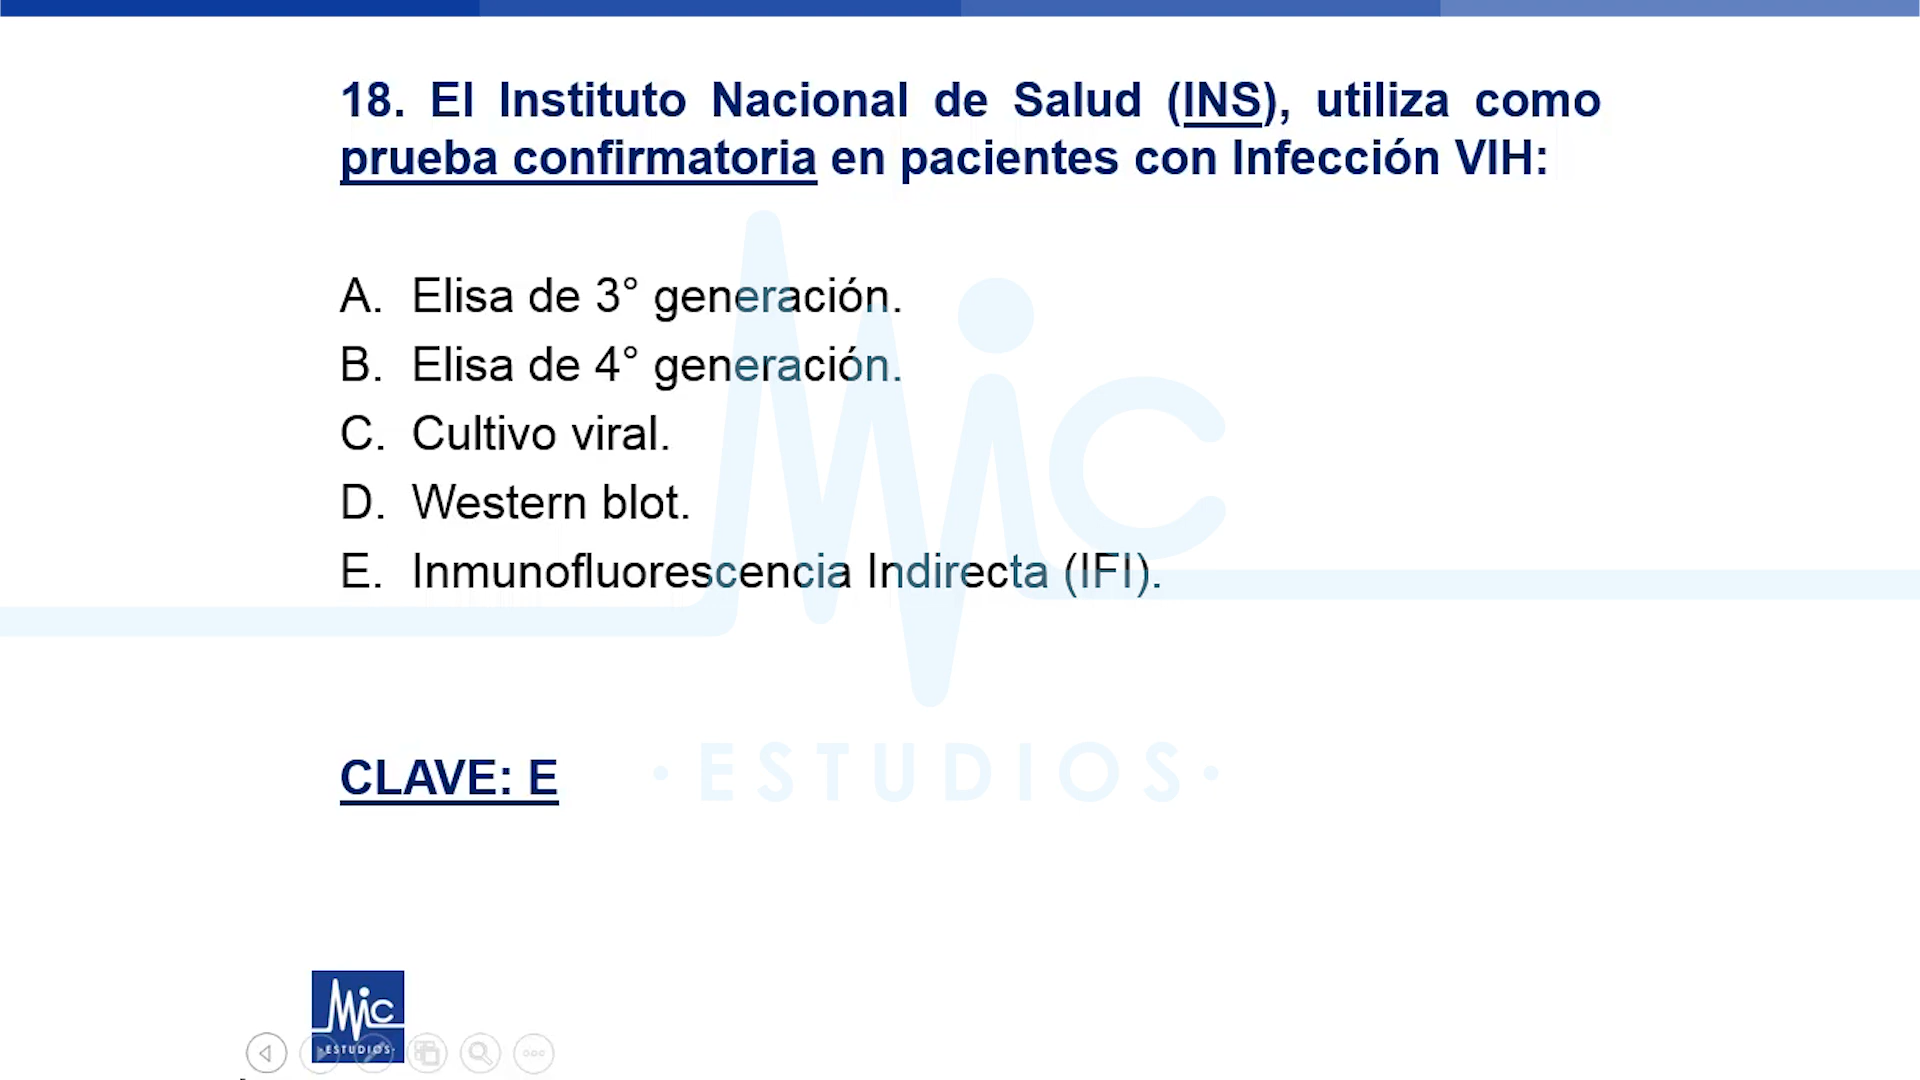 18. El Instituto Nacional de Salud (INS), utiliza como
prueba confirmatoria en pacientes con Infección VIH:
A. Elisa de 3° generación.
B. Elisa de 4° generación.
C. Cultivo viral.
D. Western blot.
E. Inmunofluorescencia Indirecta (IFI).
Mic
·ESTUDIOS·
CLAVE: E
Mic
·ESTUDIOS·